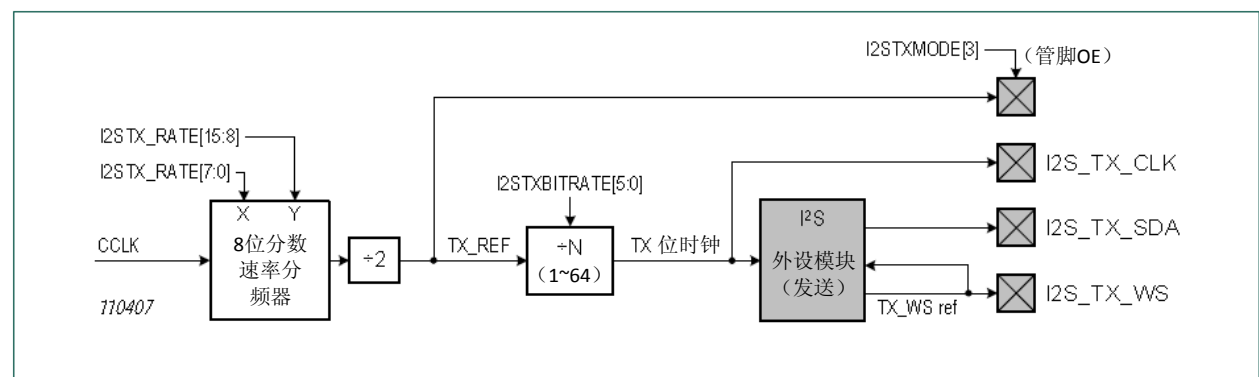 I2STXMODE[3]
（管脚OE）
I2STX_RATE[15:8]
I2STX_RATE[7:0]
I2STXBITRATE[5:0]
I2S_TX_CLK
X Y
8位分数
速率分
频器
CCLK
÷2
TX_REF
÷N
（1~64）
TX 位时钟
I²S
外设模块
（发送）
I2S_TX_SDA
TX_WS ref
I2S_TX_WS
110407